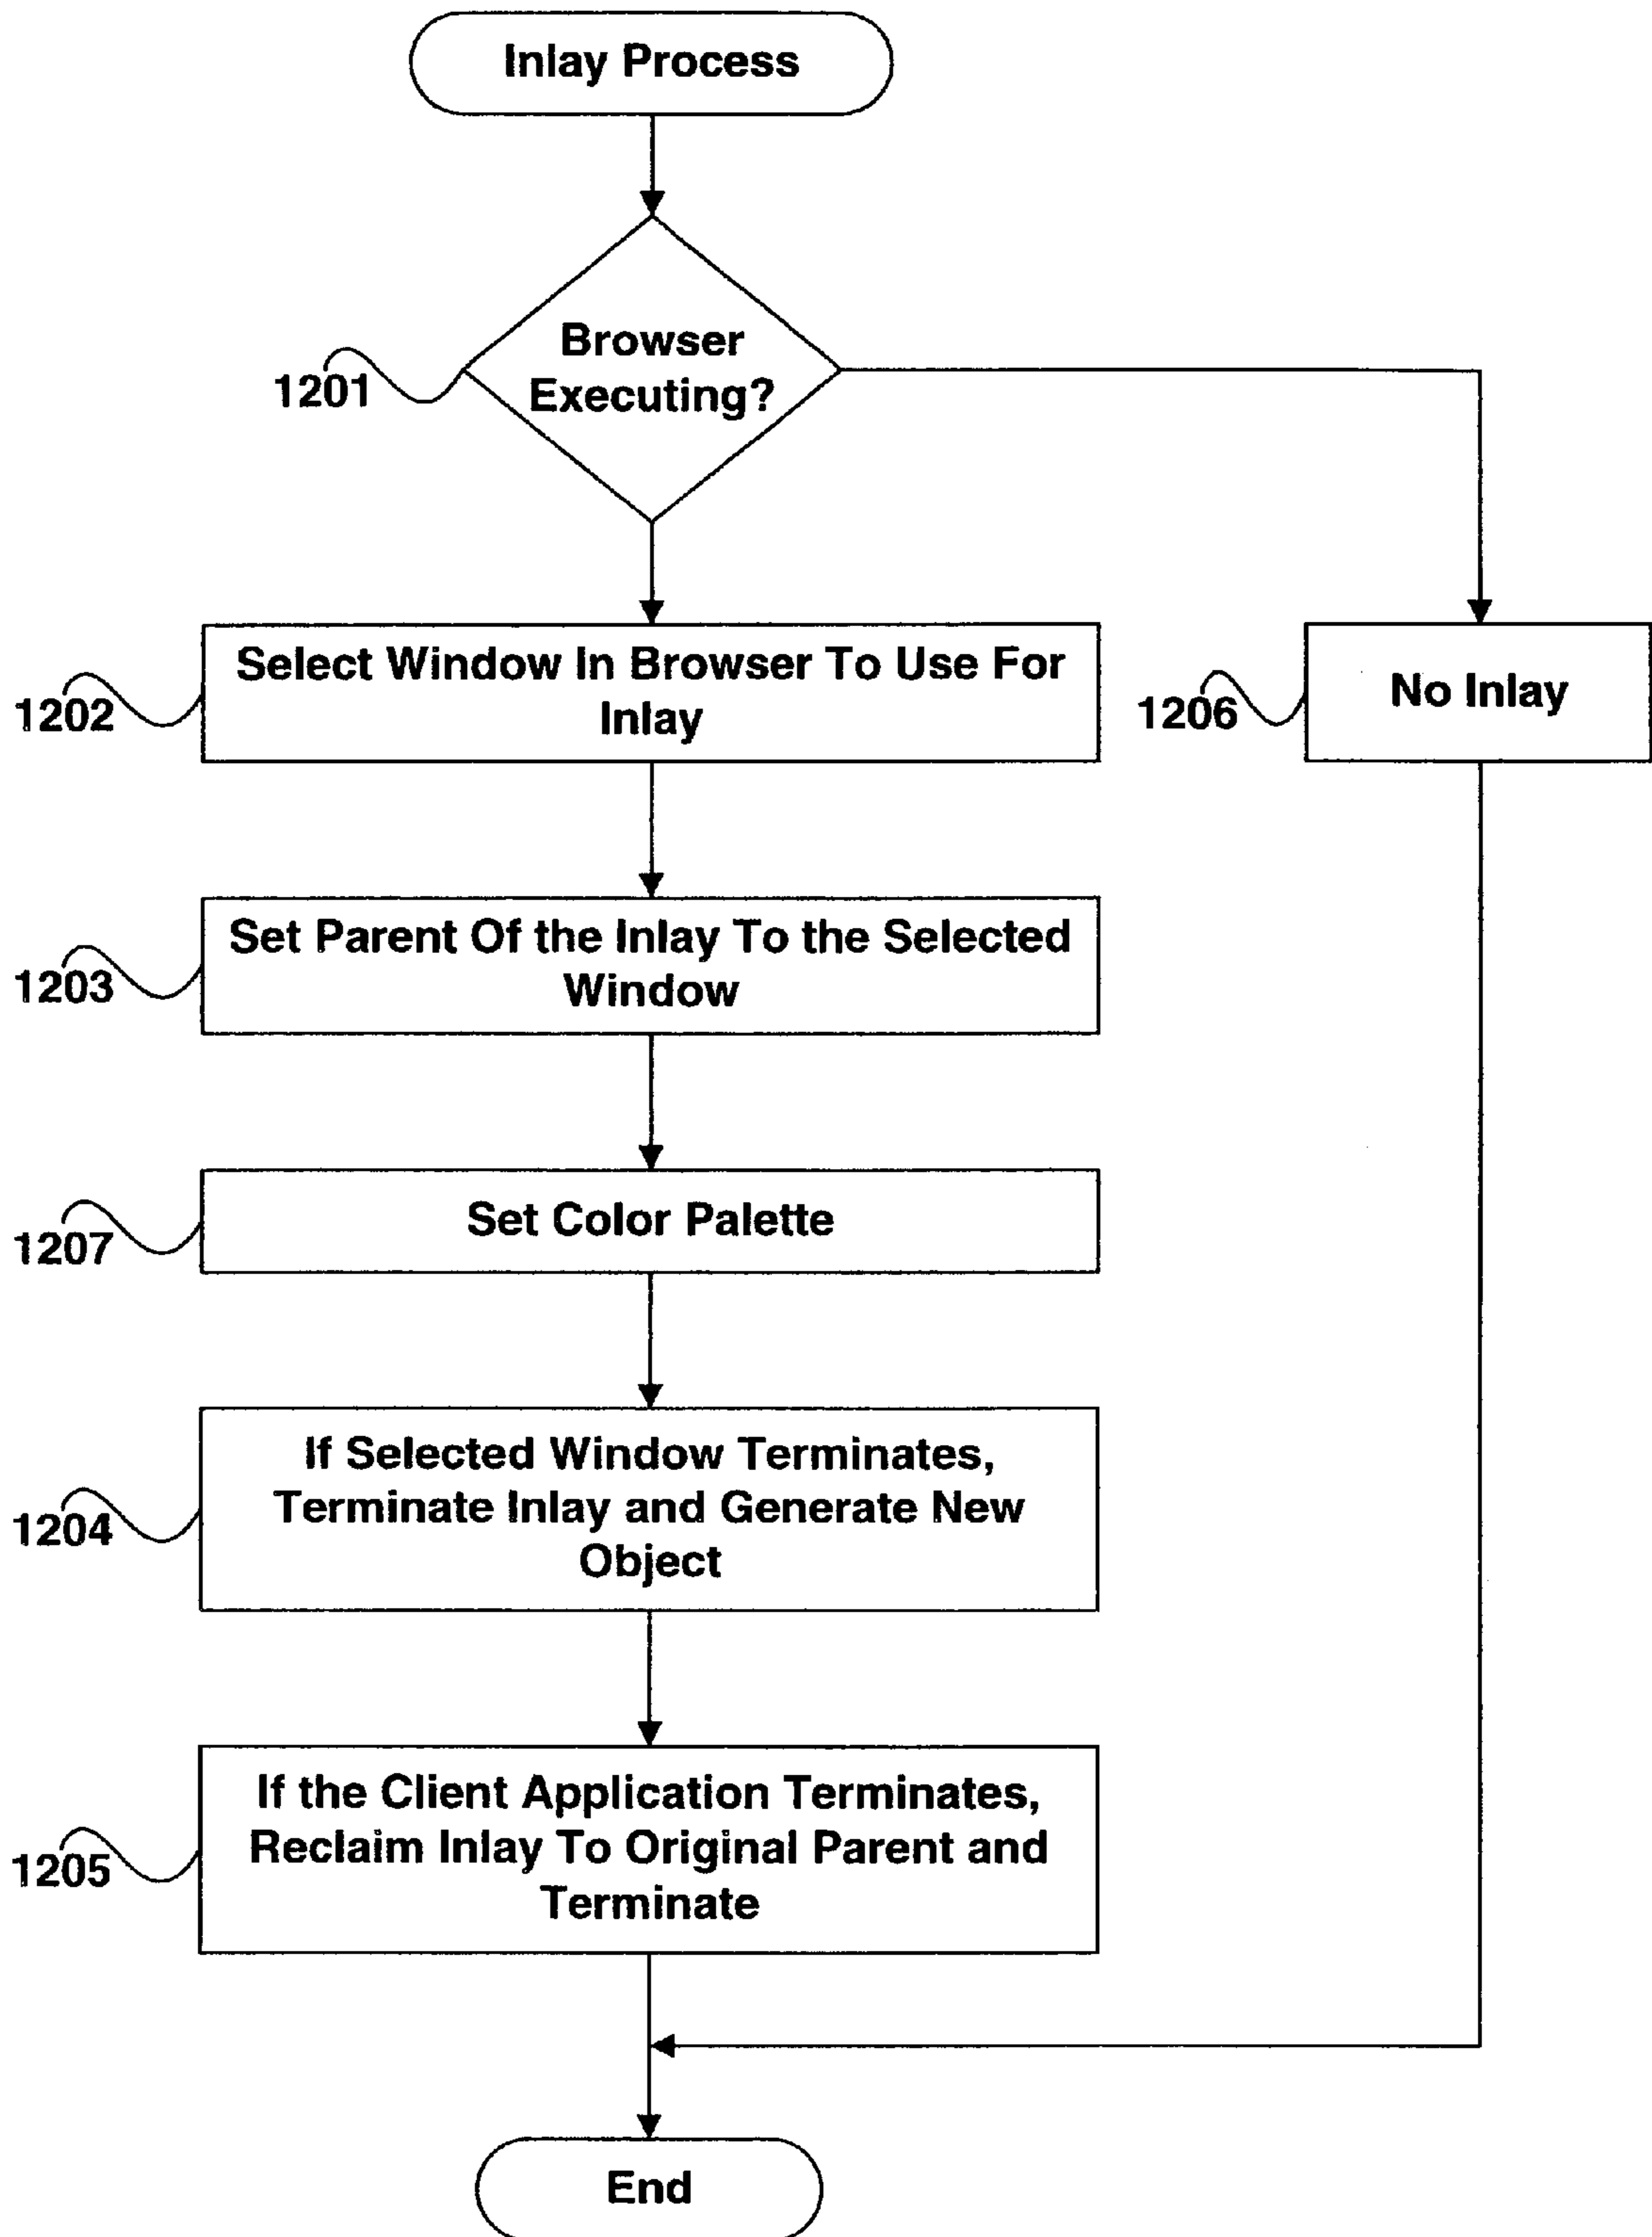 Inlay Process
Browser
Executing?
1201
Select Window In Browser To Use For
Inlay
1202
No Inlay
1206
Set Parent Of the Inlay To the Selected
Window
1203
Set Color Palette
1207
If Selected Window Terminates,
Terminate Inlay and Generate New
Object
1204
If the Client Application Terminates,
Reclaim Inlay To Original Parent and
Terminate
1205
End